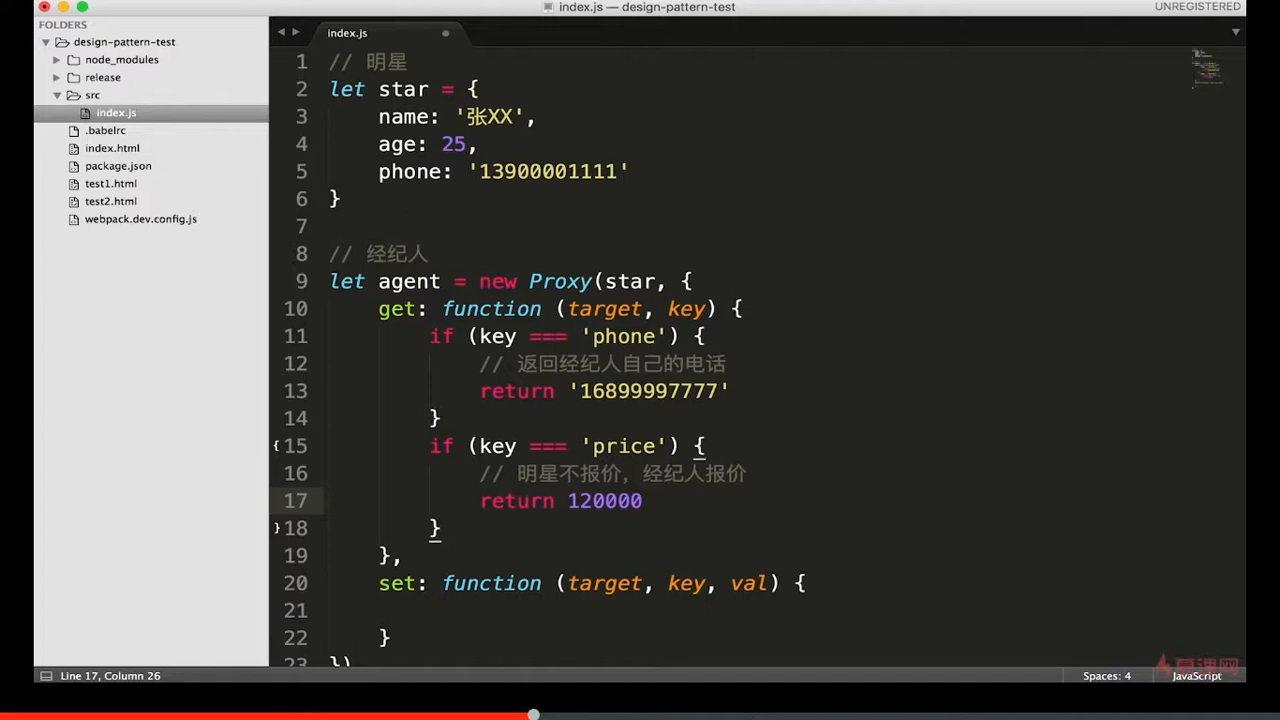 index.js — design-pattern-test
UNREGISTERED
FOLDERS
design-pattern-test
node_modules
release
src
index.js
.babelrc
index.html
package.json
test1.html
test2.html
webpack.dev.config.js
index.js
1 // 明星
2 let star = {
3     name: '张XX',
4     age: 25,
5     phone: '13900001111'
6 }
7
8 // 经纪人
9 let agent = new Proxy(star, {
10     get: function (target, key) {
11         if (key === 'phone') {
12             // 返回经纪人自己的电话
13             return '16899997777'
14         }
15         if (key === 'price') {
16             // 明星不报价，经纪人报价
17             return 120000
18         }
19     },
20     set: function (target, key, val) {
21
22     }
23 })
慕课网
Line 17, Column 26
Spaces: 4
JavaScript